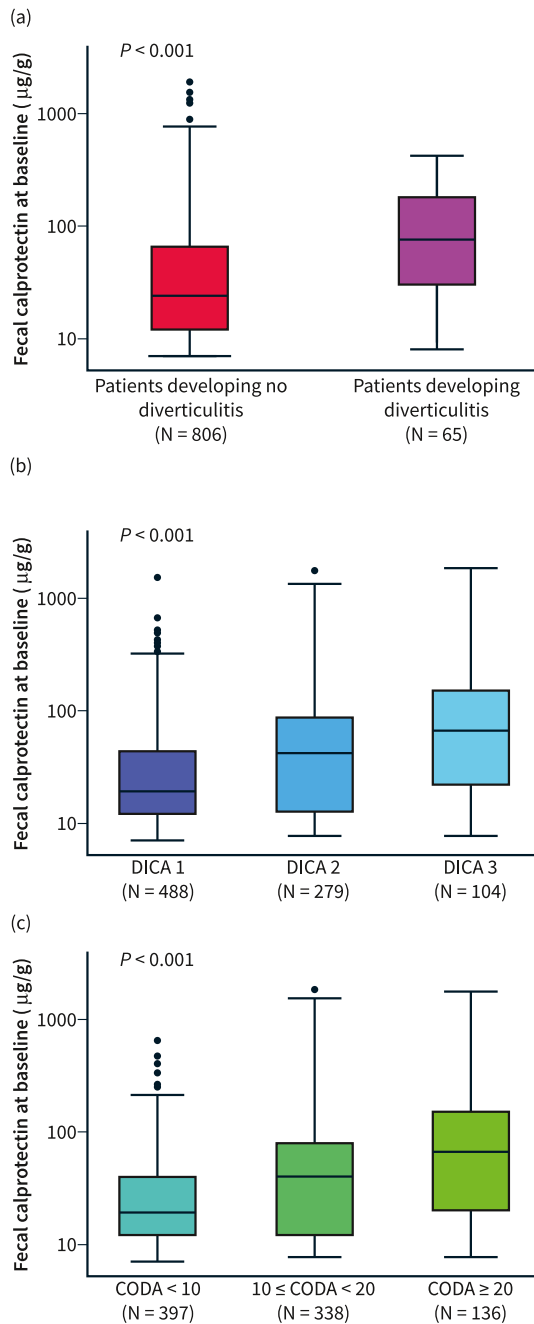 (a)
P < 0.001
Fecal calprotectin at baseline ( μg/g)
1000
100
10
Patients developing no
diverticulitis
(N = 806)
Patients developing
diverticulitis
(N = 65)
(b)
P < 0.001
Fecal calprotectin at baseline ( μg/g)
1000
100
10
DICA 1
(N = 488)
DICA 2
(N = 279)
DICA 3
(N = 104)
(c)
P < 0.001
Fecal calprotectin at baseline ( μg/g)
1000
100
10
CODA < 10
(N = 397)
10 ≤ CODA < 20
(N = 338)
CODA ≥ 20
(N = 136)